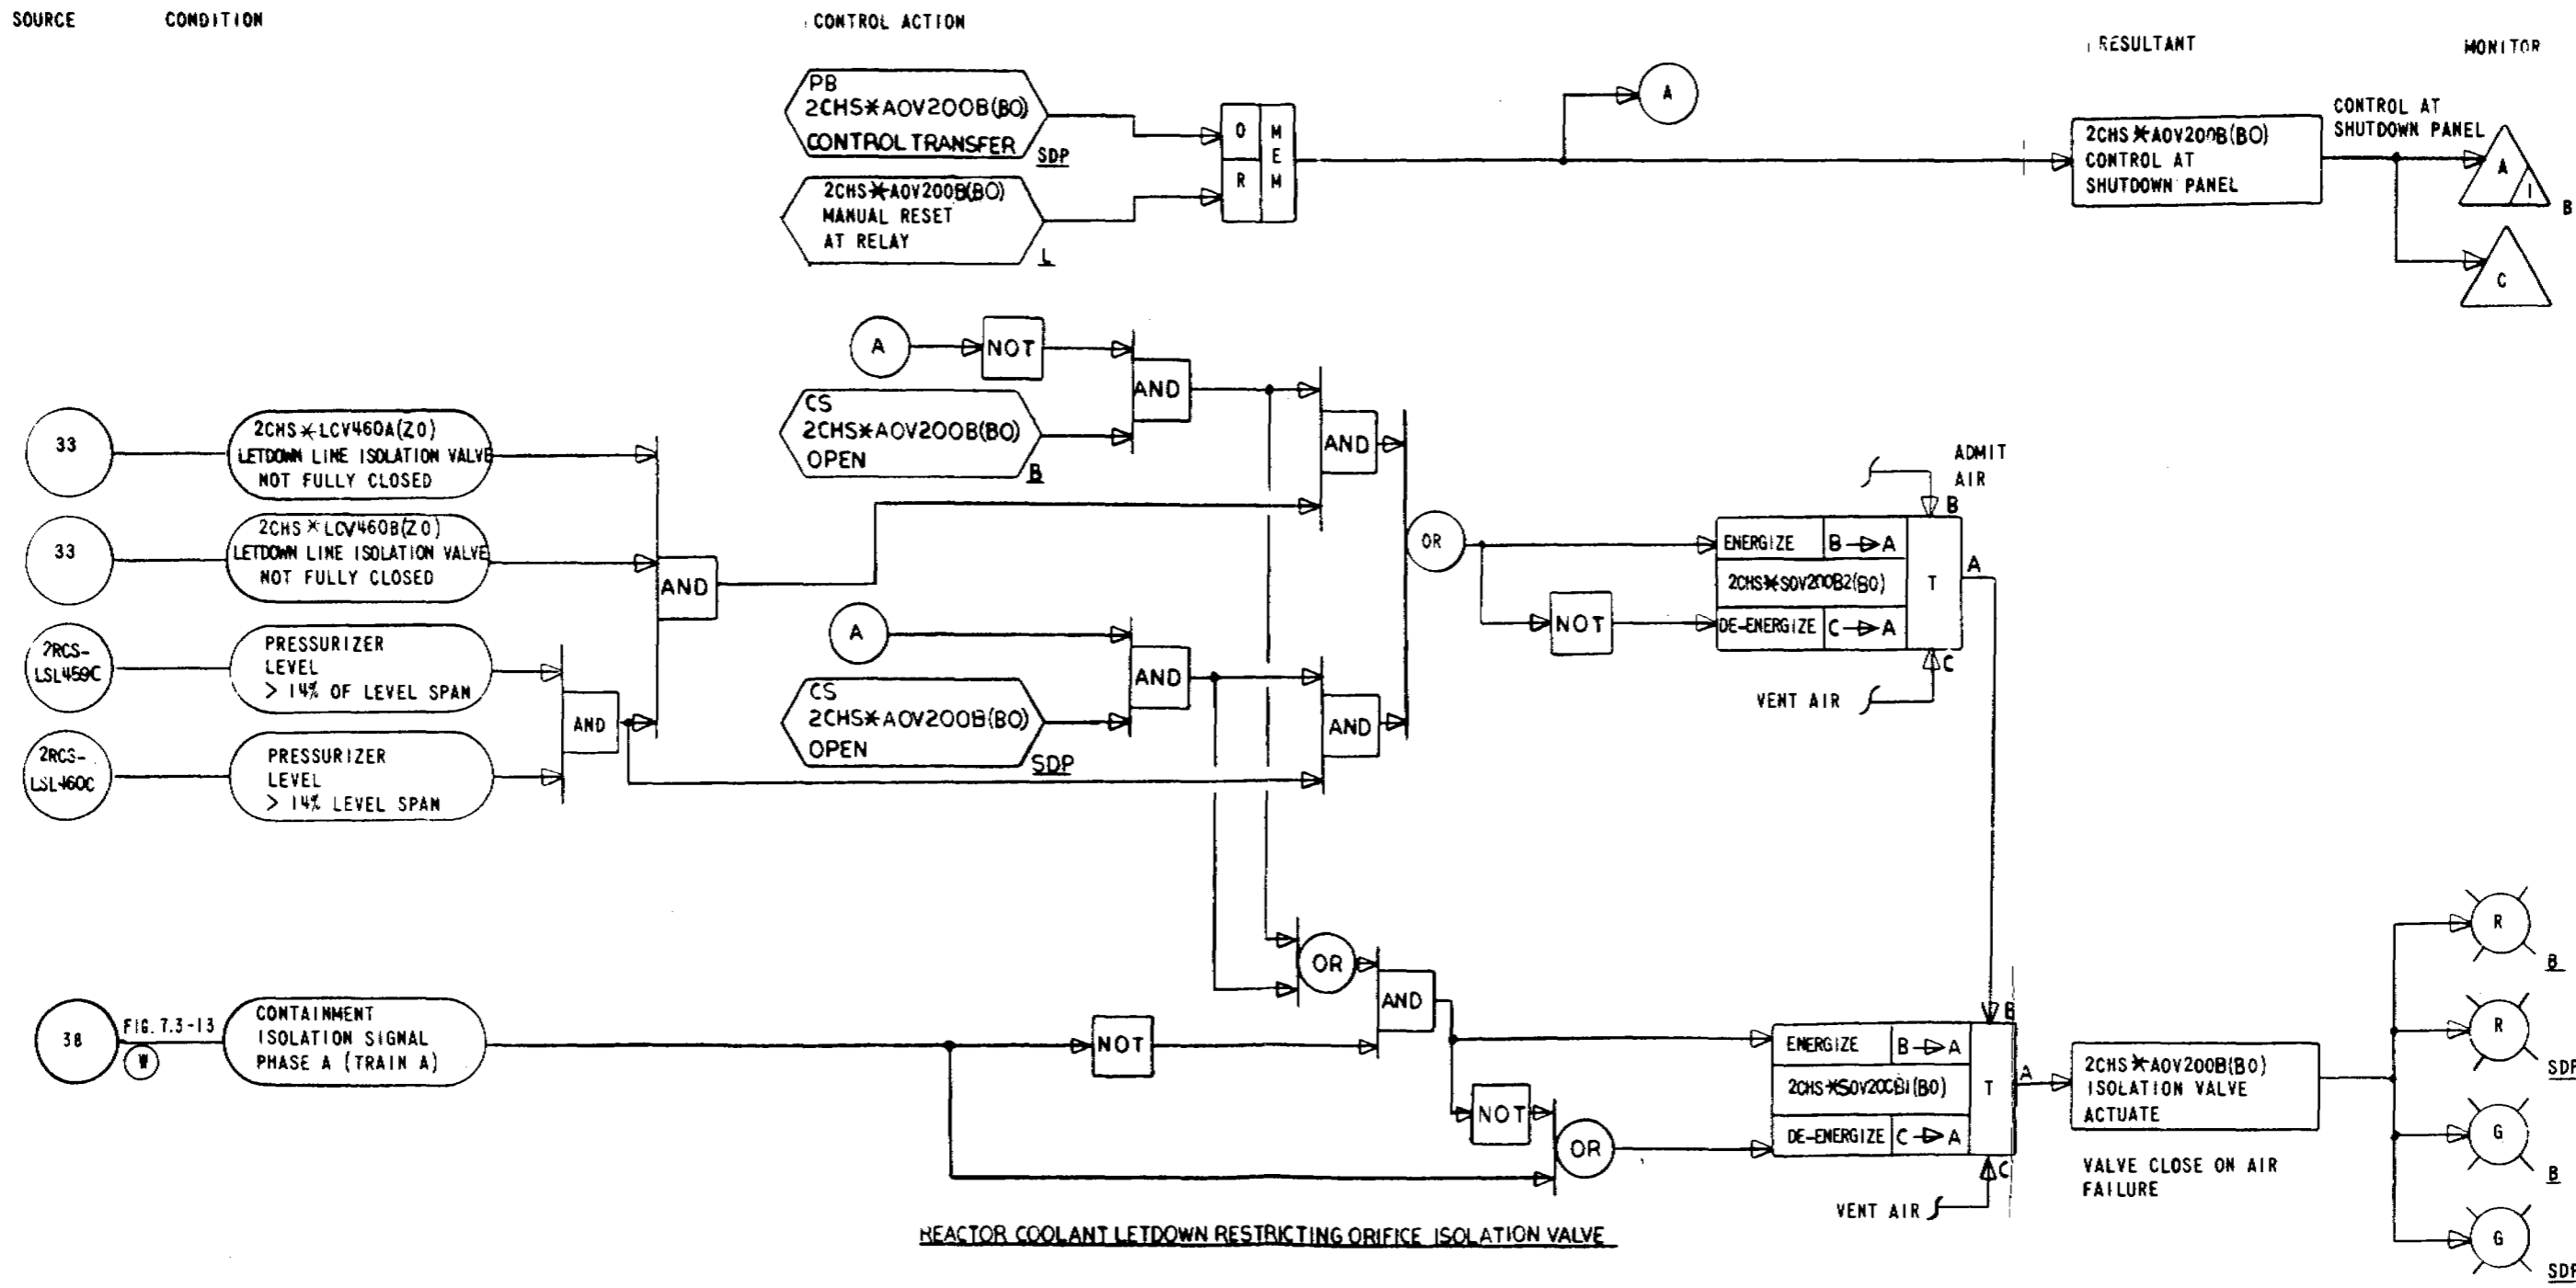 SOURCE CONDITION CONTROL ACTION RESULTANT MONITOR
PB
2CHS*AOV200B(BO)
CONTROL TRANSFER
SDP
2CHS*AOV200B(BO)
MANUAL RESET
AT RELAY
L
O
R
M
E
M
A
2CHS*AOV200B(BO)
CONTROL AT
SHUTDOWN PANEL
CONTROL AT
SHUTDOWN PANEL
A
1
B
C
A
NOT
AND
CS
2CHS*AOV200B(BO)
OPEN
B
AND
33
2CHS*LCV460A(ZO)
LETDOWN LINE ISOLATION VALVE
NOT FULLY CLOSED
33
2CHS*LCV460B(ZO)
LETDOWN LINE ISOLATION VALVE
NOT FULLY CLOSED
AND
2RCS-
LSL459C
PRESSURIZER
LEVEL
> 14% OF LEVEL SPAN
2RCS-
LSL460C
PRESSURIZER
LEVEL
> 14% LEVEL SPAN
AND
A
AND
CS
2CHS*AOV200B(BO)
OPEN
SDP
AND
OR
NOT
ADMIT
AIR
B
ENERGIZE B A
2CHS*SOV200B2(BO)
DE-ENERGIZE C A
T
A
C
VENT AIR
OR
AND
38
FIG. 7.3-13
W
CONTAINMENT
ISOLATION SIGNAL
PHASE A (TRAIN A)
NOT
NOT
OR
B
ENERGIZE B A
2CHS*SOV200B1(BO)
DE-ENERGIZE C A
T
A
C
VENT AIR
2CHS*AOV200B(BO)
ISOLATION VALVE
ACTUATE
VALVE CLOSE ON AIR
FAILURE
R
B
R
SDP
G
B
G
SDP
REACTOR COOLANT LETDOWN RESTRICTING ORIFICE ISOLATION VALVE